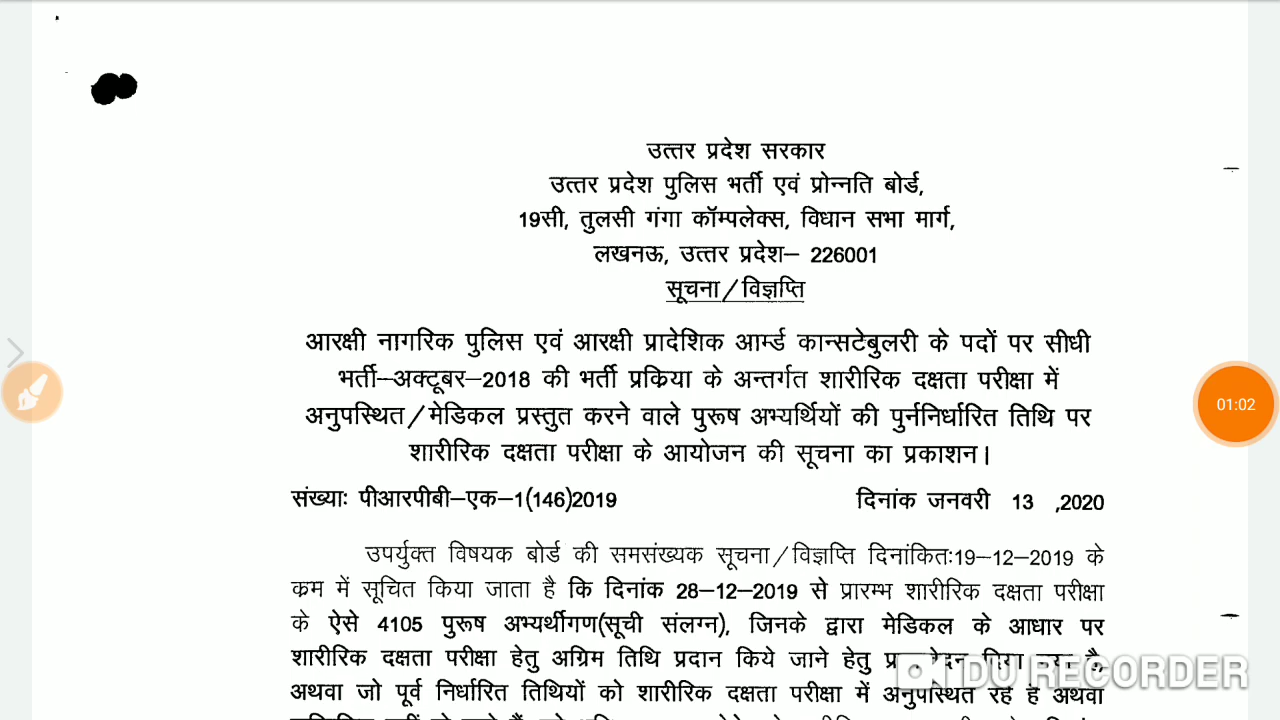 उत्तर प्रदेश सरकार
उत्तर प्रदेश पुलिस भर्ती एवं प्रोन्नति बोर्ड,
19सी, तुलसी गंगा कॉम्पलेक्स, विधान सभा मार्ग,
लखनऊ, उत्तर प्रदेश– 226001
सूचना/विज्ञप्ति
आरक्षी नागरिक पुलिस एवं आरक्षी प्रादेशिक आर्म्ड कान्सटेबुलरी के पदों पर सीधी
भर्ती–अक्टूबर–2018 की भर्ती प्रकिया के अन्तर्गत शारीरिक दक्षता परीक्षा में
अनुपस्थित/मेडिकल प्रस्तुत करने वाले पुरूष अभ्यर्थियों की पुर्ननिर्धारित तिथि पर
शारीरिक दक्षता परीक्षा के आयोजन की सूचना का प्रकाशन।
संख्याः पीआरपीबी–एक–1(146)2019 दिनांक जनवरी 13 ,2020
01:02
उपर्युक्त विषयक बोर्ड की समसंख्यक सूचना/विज्ञप्ति दिनांकितः19–12–2019 के
कम में सूचित किया जाता है कि दिनांक 28–12–2019 से प्रारम्भ शारीरिक दक्षता परीक्षा
के ऐसे 4105 पुरूष अभ्यर्थीगण(सूची संलग्न), जिनके द्वारा मेडिकल के आधार पर
शारीरिक दक्षता परीक्षा हेतु अग्रिम तिथि प्रदान किये जाने हेतु
DU RECORDER
अथवा जो पूर्व निर्धारित तिथियों को शारीरिक दक्षता परीक्षा में अनुपस्थित रहे है अथवा